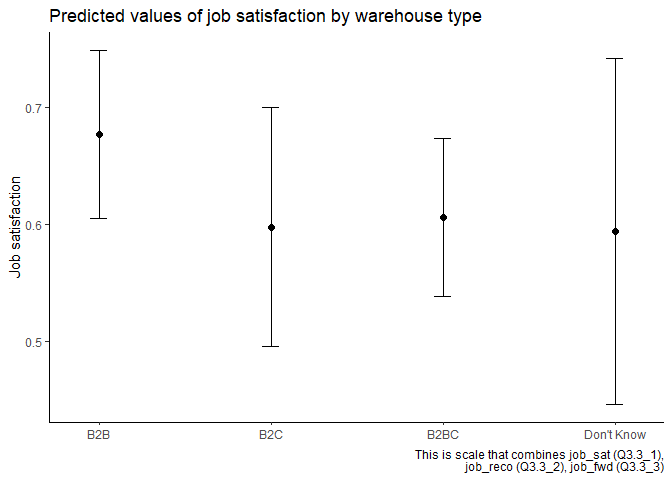 Predicted values of job satisfaction by warehouse type
0.7
0.6
0.5
Job satisfaction
B2B B2C B2BC Don't Know
This is scale that combines job_sat (Q3.3_1),
job_reco (Q3.3_2), job_fwd (Q3.3_3)